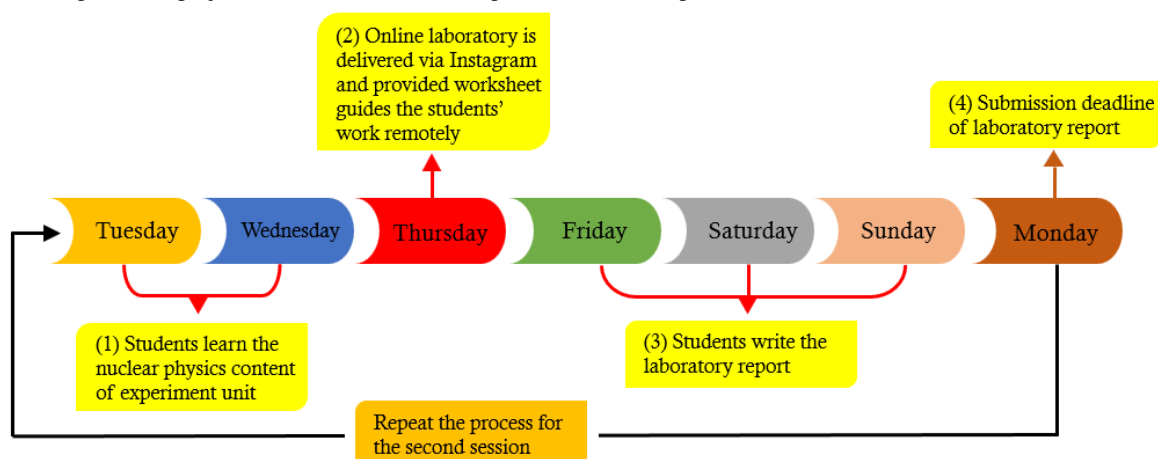 (2) Online laboratory is
delivered via Instagram
and provided worksheet
guides the students'
work remotely
(4) Submission deadline
of laboratory report
Tuesday
Wednesday
Thursday
Friday
Saturday
Sunday
Monday
(1) Students learn the
nuclear physics content
of experiment unit
(3) Students write the
laboratory report
Repeat the process for
the second session